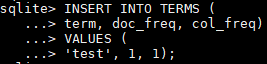 sqlite> INSERT INTO TERMS (
...> term, doc_freq, col_freq)
...> VALUES (
...> 'test', 1, 1);